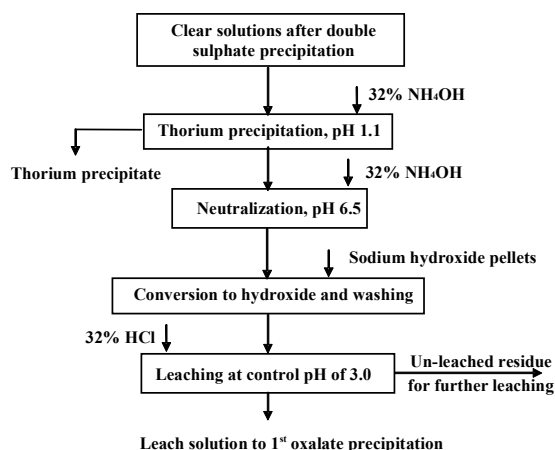 Clear solutions after double
sulphate precipitation
32% NH₄OH
Thorium precipitation, pH 1.1
Thorium precipitate
32% NH₄OH
Neutralization, pH 6.5
Sodium hydroxide pellets
Conversion to hydroxide and washing
32% HCl
Leaching at control pH of 3.0
Un-leached residue
for further leaching
Leach solution to 1ˢᵗ oxalate precipitation